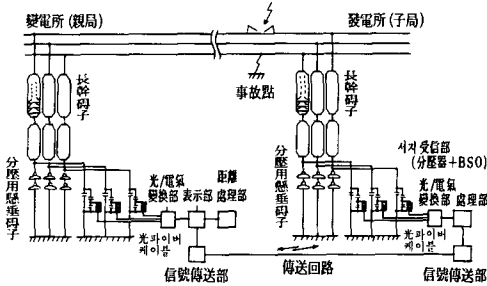 變電所(親局)
發電所(子局)
事故點
長幹碍子
長幹碍子
分壓用懸垂碍子
分壓用懸垂碍子
서지 受信部
(分壓器+BSO)
光/電氣
變換部
表示部
距離
處理部
光/電氣
變換部
處理部
光파이버
케이블
光파이버
케이블
信號傳送部
傳送回路
信號傳送部